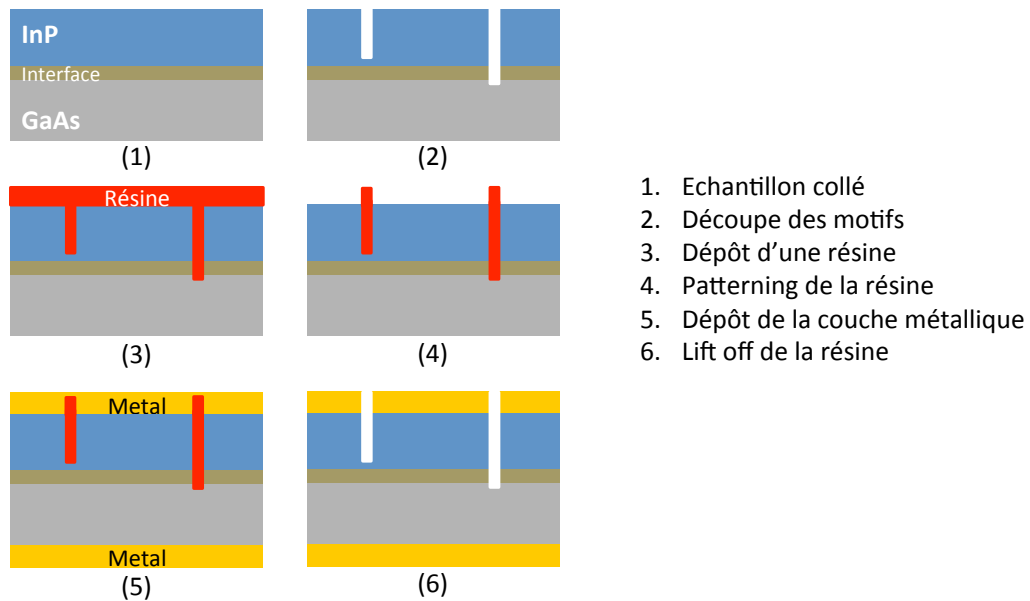 InP
Interface
GaAs
(1)
(2)
Résine
(3)
(4)
Metal
Metal
(5)
(6)
1. Echantillon collé
2. Découpe des motifs
3. Dépôt d'une résine
4. Patterning de la résine
5. Dépôt de la couche métallique
6. Lift off de la résine